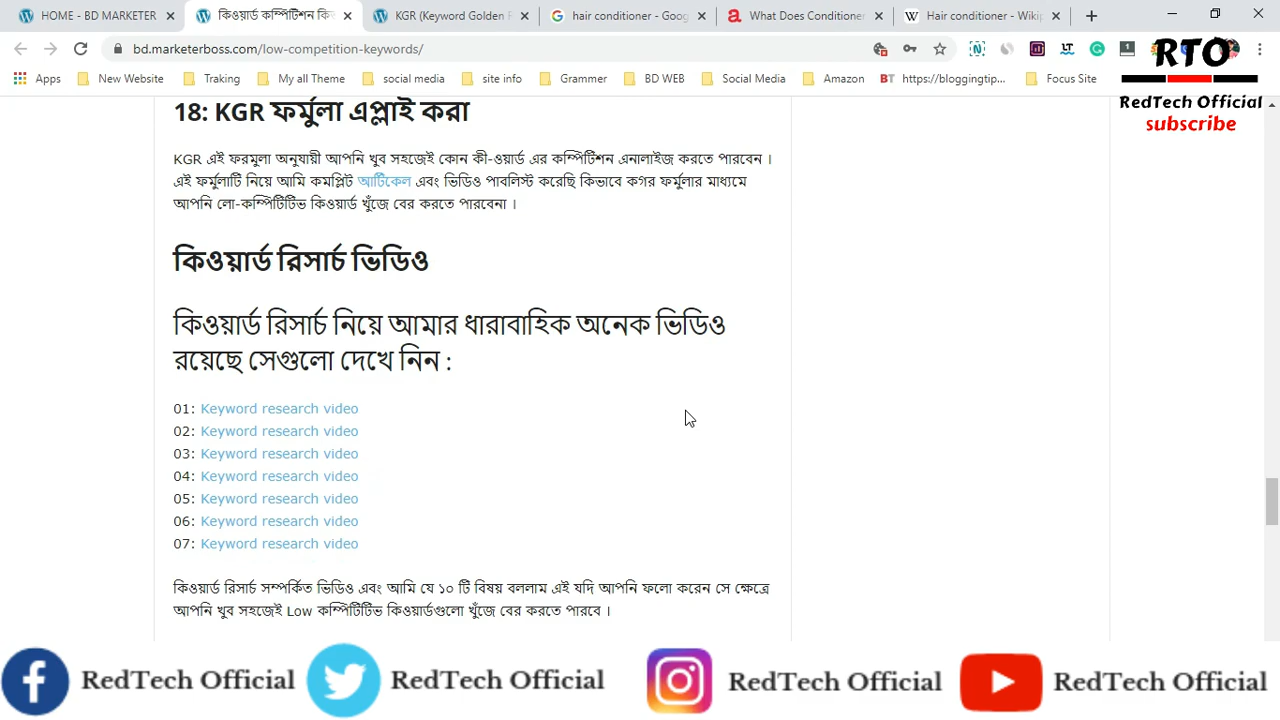 HOME - BD MARKETER
কিওয়ার্ড কম্পিটিশন কিও
KGR (Keyword Golden R
hair conditioner - Goog
What Does Conditioner
Hair conditioner - Wikip
bd.marketerboss.com/low-competition-keywords/
Apps
New Website
Traking
My all Theme
social media
site info
Grammer
BD WEB
Social Media
Amazon
BT https://bloggingtip...
Focus Site
RTO
RedTech Official
subscribe
18: KGR ফর্মুলা এপ্লাই করা
KGR এই ফরমুলা অনুযায়ী আপনি খুব সহজেই কোন কী-ওয়ার্ড এর কম্পিটিশন এনালাইজ করতে পারবেন ।
এই ফর্মুলাটি নিয়ে আমি কমপ্লিট আর্টিকেল এবং ভিডিও পাবলিস্ট করেছি কিভাবে কগর ফর্মুলার মাধ্যমে
আপনি লো-কম্পিটিটিভ কিওয়ার্ড খুঁজে বের করতে পারবেনা ।
কিওয়ার্ড রিসার্চ ভিডিও
কিওয়ার্ড রিসার্চ নিয়ে আমার ধারাবাহিক অনেক ভিডিও
রয়েছে সেগুলো দেখে নিন :
01: Keyword research video
02: Keyword research video
03: Keyword research video
04: Keyword research video
05: Keyword research video
06: Keyword research video
07: Keyword research video
কিওয়ার্ড রিসার্চ সম্পর্কিত ভিডিও এবং আমি যে ১০ টি বিষয় বললাম এই যদি আপনি ফলো করেন সে ক্ষেত্রে
আপনি খুব সহজেই Low কম্পিটিটিভ কিওয়ার্ডগুলো খুঁজে বের করতে পারবে ।
RedTech Official
RedTech Official
RedTech Official
RedTech Official